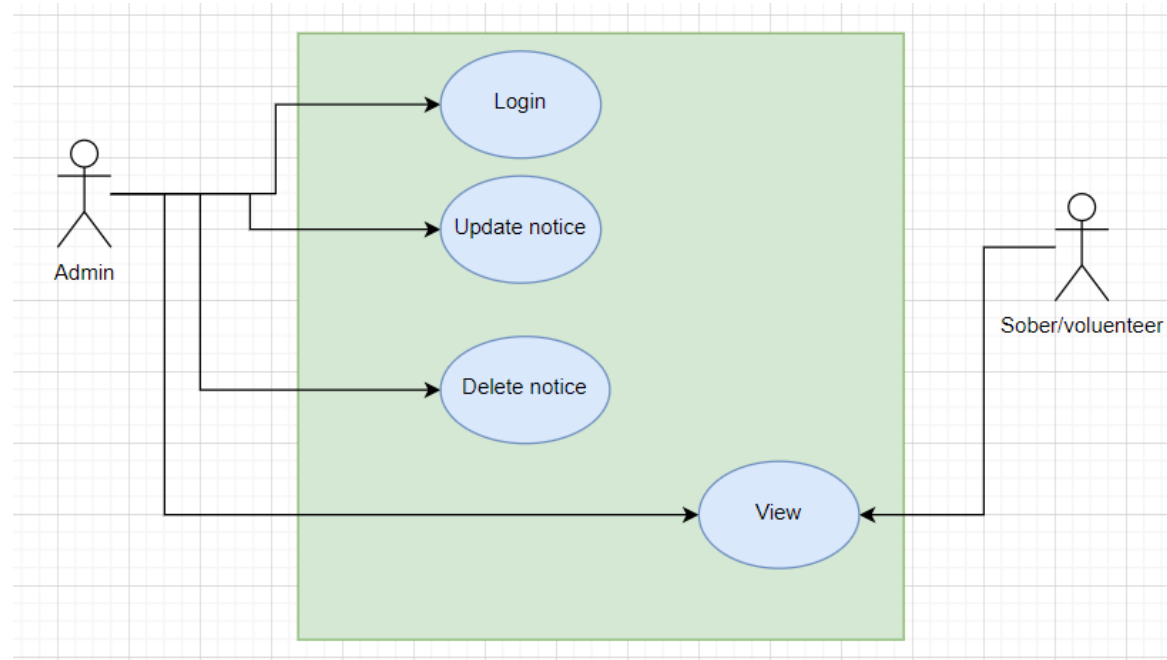 Login
Update notice
Admin
Sober/voluenteer
Delete notice
View